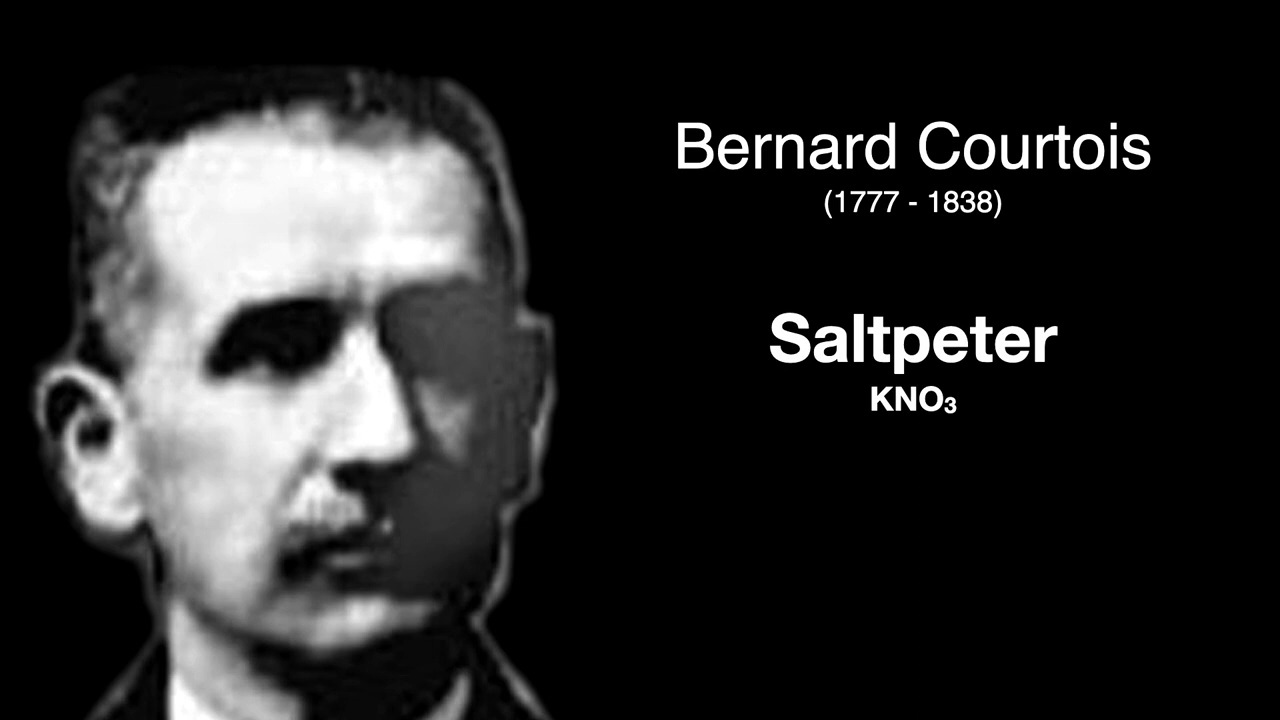 Bernard Courtois
(1777 - 1838)
Saltpeter
KNO₃